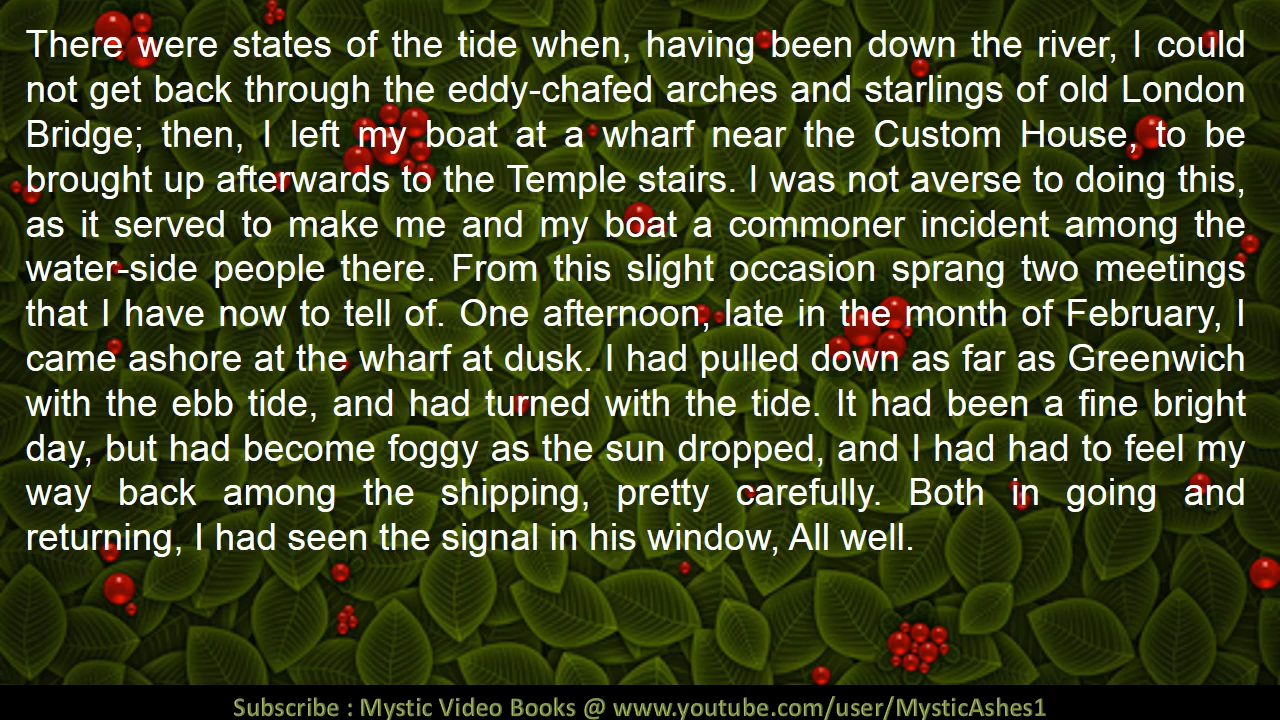 There were states of the tide when, having been down the river, I could
not get back through the eddy-chafed arches and starlings of old London
Bridge; then, I left my boat at a wharf near the Custom House, to be
brought up afterwards to the Temple stairs. I was not averse to doing this,
as it served to make me and my boat a commoner incident among the
water-side people there. From this slight occasion sprang two meetings
that I have now to tell of. One afternoon, late in the month of February, I
came ashore at the wharf at dusk. I had pulled down as far as Greenwich
with the ebb tide, and had turned with the tide. It had been a fine bright
day, but had become foggy as the sun dropped, and I had had to feel my
way back among the shipping, pretty carefully. Both in going and
returning, I had seen the signal in his window, All well.
Subscribe : Mystic Video Books @ www.youtube.com/user/MysticAshes1